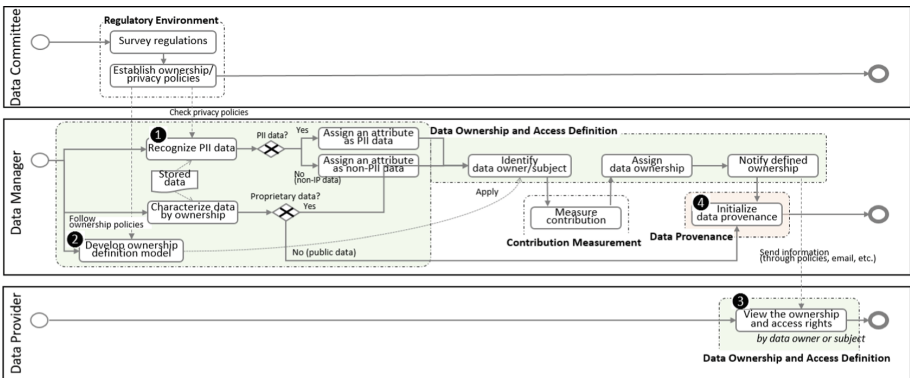 Data Committee
Regulatory Environment
Survey regulations
Establish ownership/
privacy policies
Check privacy policies
Data Manager
1
Recognize PII data
PII data?
Yes
Assign an attribute
as PII data
Data Ownership and Access Definition
No
(non-IP data)
Assign an attribute
as non-PII data
Identify
data owner/subject
Assign
data ownership
Notify defined
ownership
Stored
data
Characterize data
by ownership
Proprietary data?
Yes
Apply
Measure
contribution
Contribution Measurement
4
Initialize
data provenance
Data Provenance
Follow
ownership policies
2
Develop ownership
definition model
No (public data)
Send information
(through policies, email, etc.)
Data Provider
3
View the ownership
and access rights
by data owner or subject
Data Ownership and Access Definition